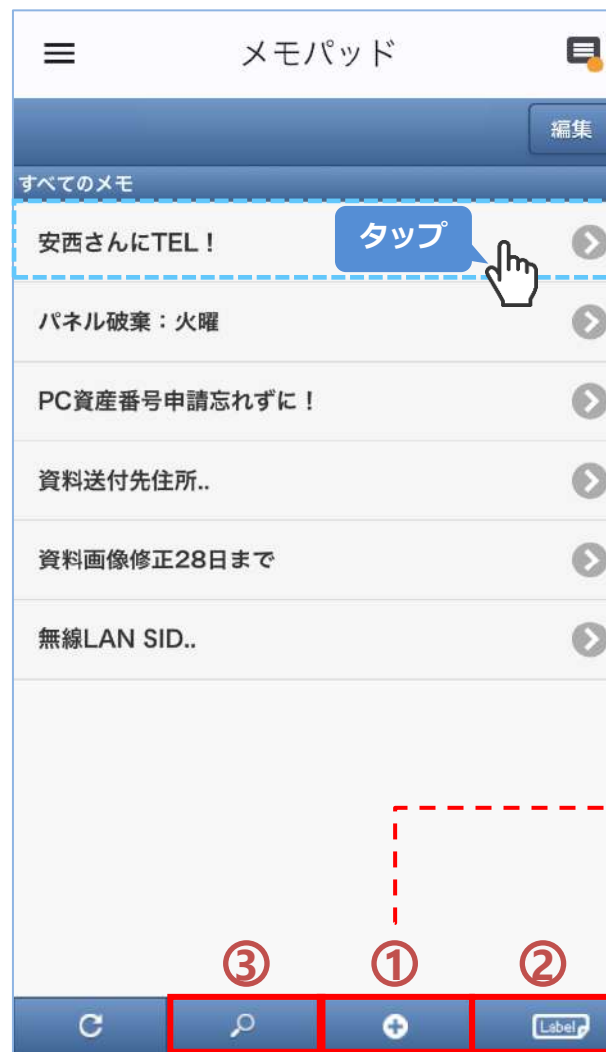 メモパッド
編集
すべてのメモ
安西さんにTEL！
タップ
パネル破棄：火曜
PC資産番号申請忘れずに！
資料送付先住所..
資料画像修正28日まで
無線LAN SID..
③ ① ②
Label